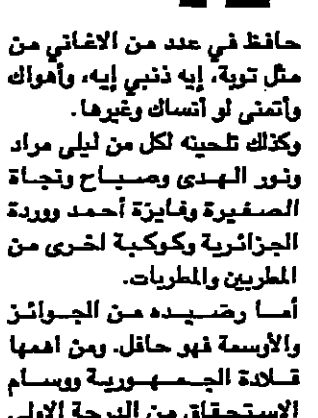 حافظ في عدد من الاغاني من
مثل توبة، إيه ذنبي إيه، وأهواك
وأتمنى لو أنساك وغيرها.
وكذلك تلحينه لكل من ليلى مراد
ونور الهدى وصباح ونجاة
الصغيرة وفايزة أحمد ووردة
الجزائرية وكوكبة اخرى من
المطربين والمطربات.
أما رصيده من الجوائز
والأوسمة فهو حافل. ومن اهمها
قلادة الجمهورية ووسام
الاستحقاق من الدرجة الاولى